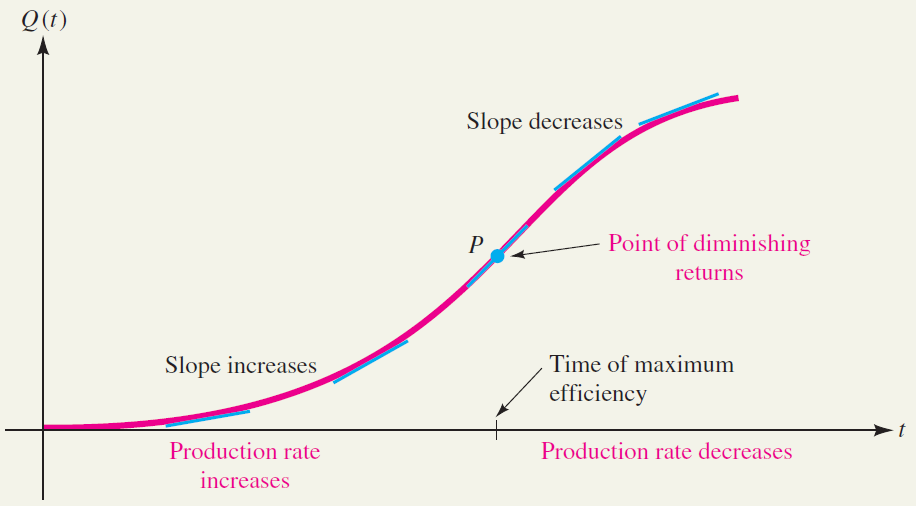 Q(t)
Slope decreases
P
Point of diminishing
returns
Slope increases
Time of maximum
efficiency
t
Production rate
increases
Production rate decreases